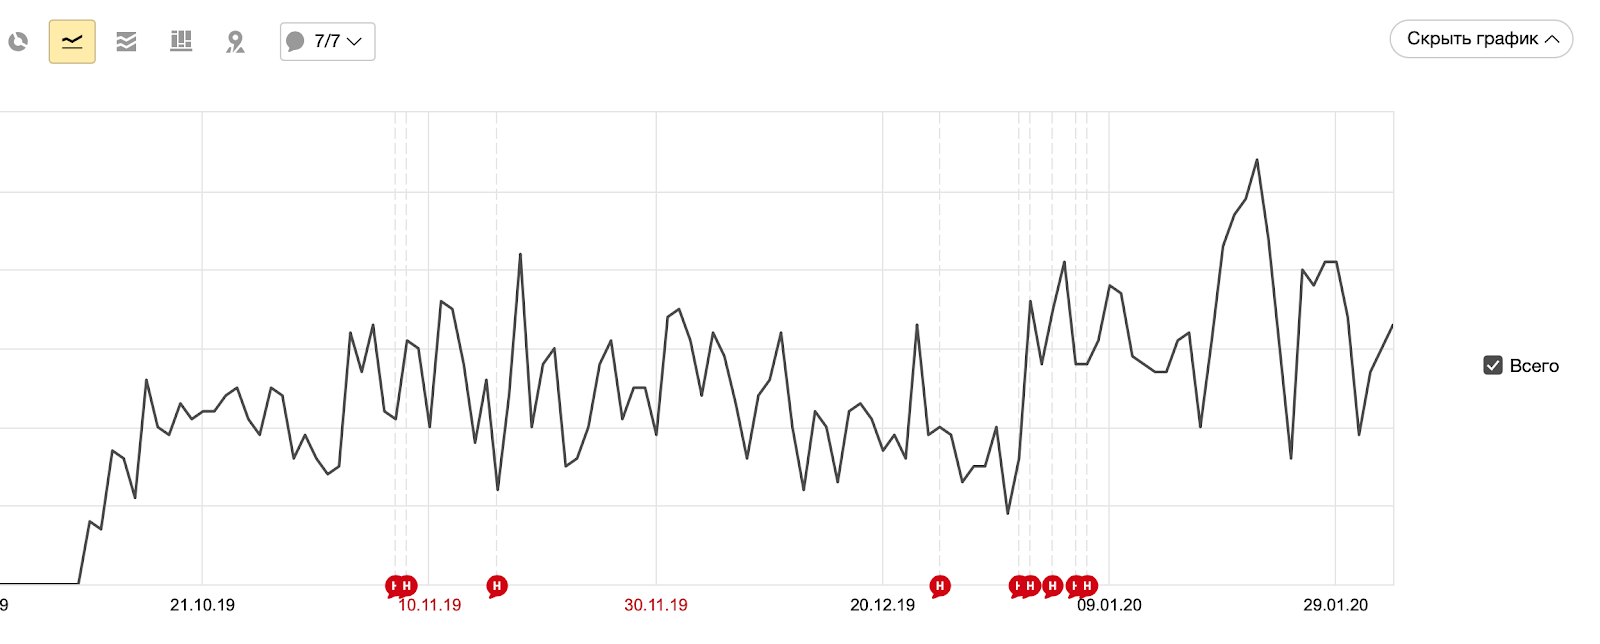 7/7
Скрыть график
Всего
Н Н Н Н Н Н Н Н Н
9 21.10.19 10.11.19 30.11.19 20.12.19 09.01.20 29.01.20